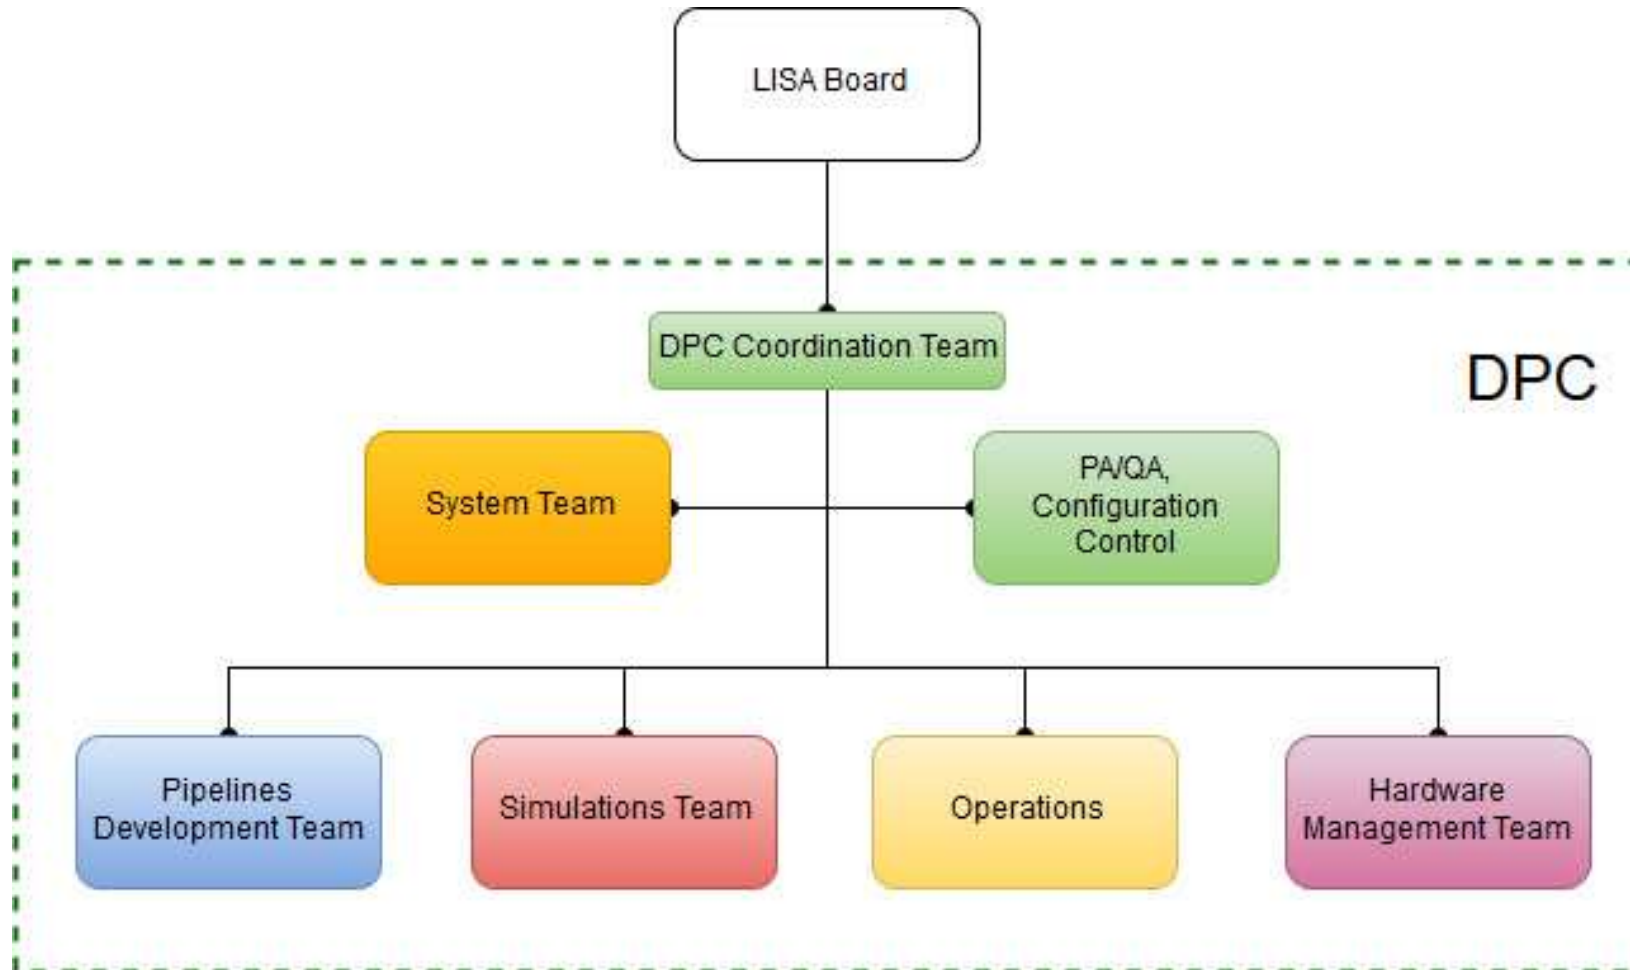 LISA Board
DPC Coordination Team
DPC
System Team
PA/QA,
Configuration
Control
Pipelines
Development Team
Simulations Team
Operations
Hardware
Management Team